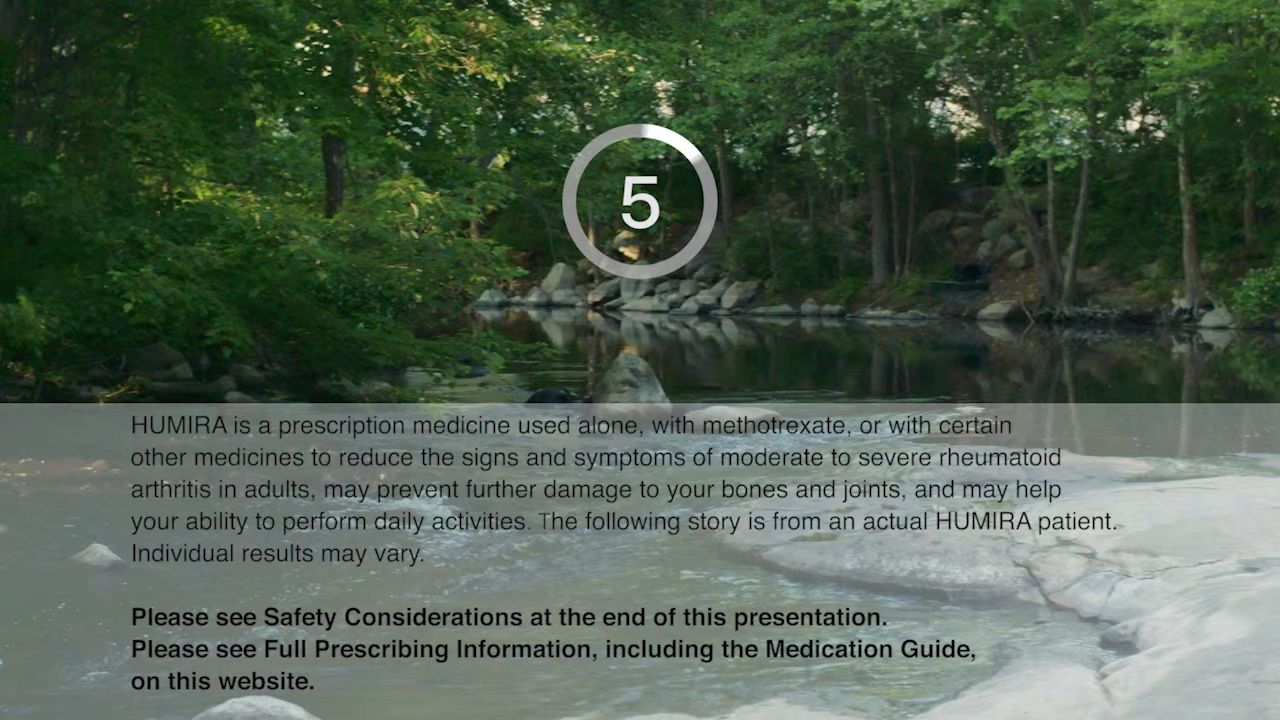 5
HUMIRA is a prescription medicine used alone, with methotrexate, or with certain
other medicines to reduce the signs and symptoms of moderate to severe rheumatoid
arthritis in adults, may prevent further damage to your bones and joints, and may help
your ability to perform daily activities. The following story is from an actual HUMIRA patient.
Individual results may vary.
Please see Safety Considerations at the end of this presentation.
Please see Full Prescribing Information, including the Medication Guide,
on this website.